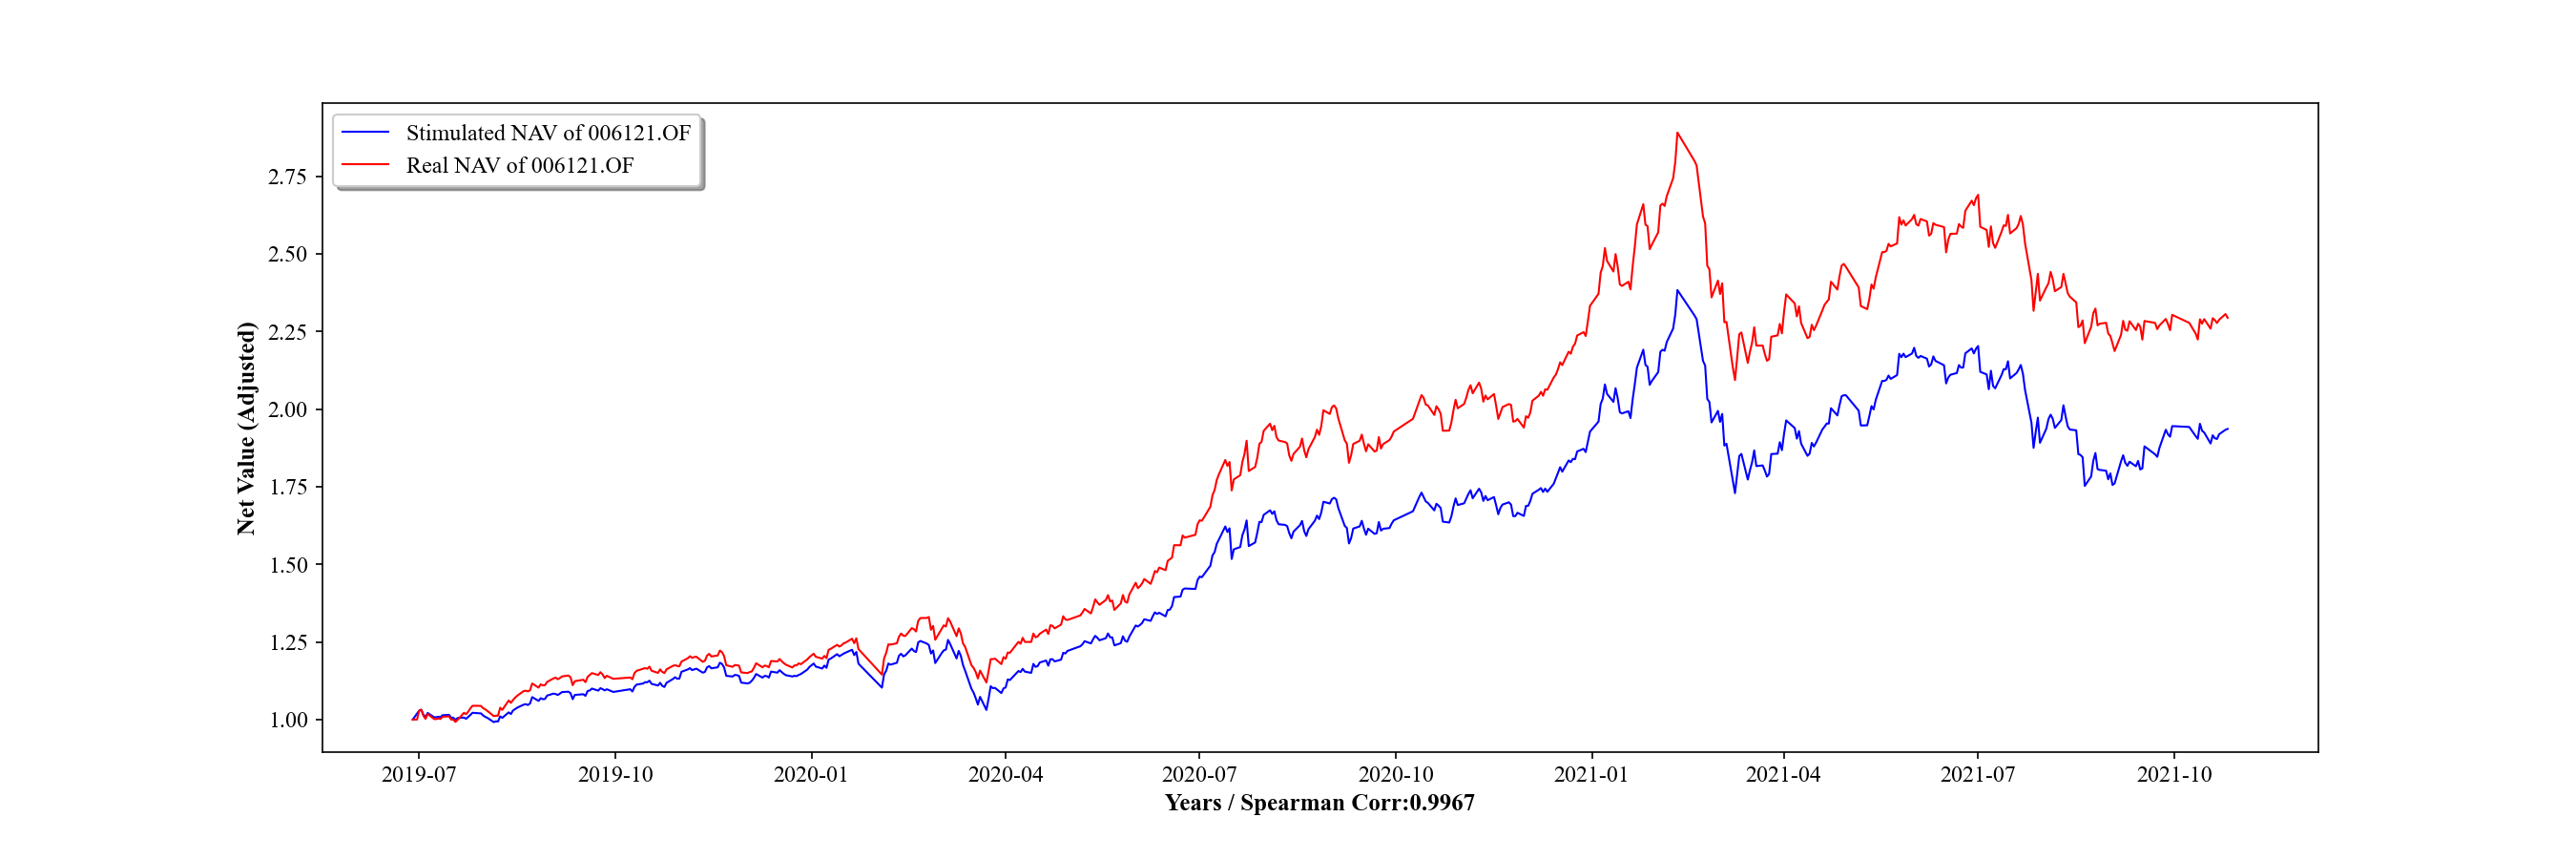 Stimulated NAV of 006121.OF
Real NAV of 006121.OF
Net Value (Adjusted)
2.75
2.50
2.25
2.00
1.75
1.50
1.25
1.00
2019-07 2019-10 2020-01 2020-04 2020-07 2020-10 2021-01 2021-04 2021-07 2021-10
Years / Spearman Corr:0.9967